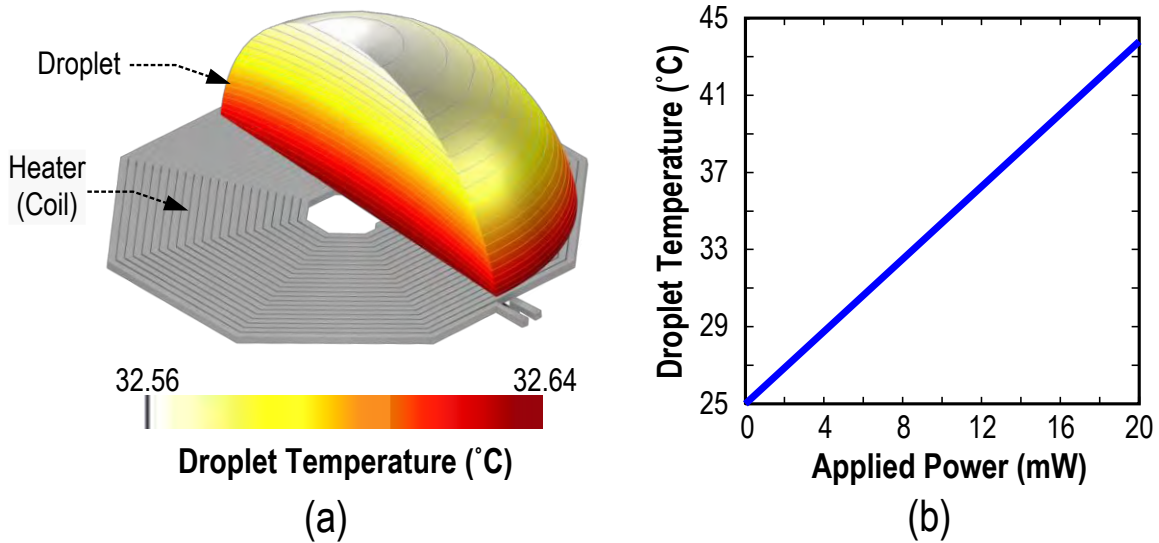 Droplet
Heater
(Coil)
32.56
32.64
Droplet Temperature (˚C)
(a)
Droplet Temperature (˚C)
45
41
37
33
29
25
0
4
8
12
16
20
Applied Power (mW)
(b)